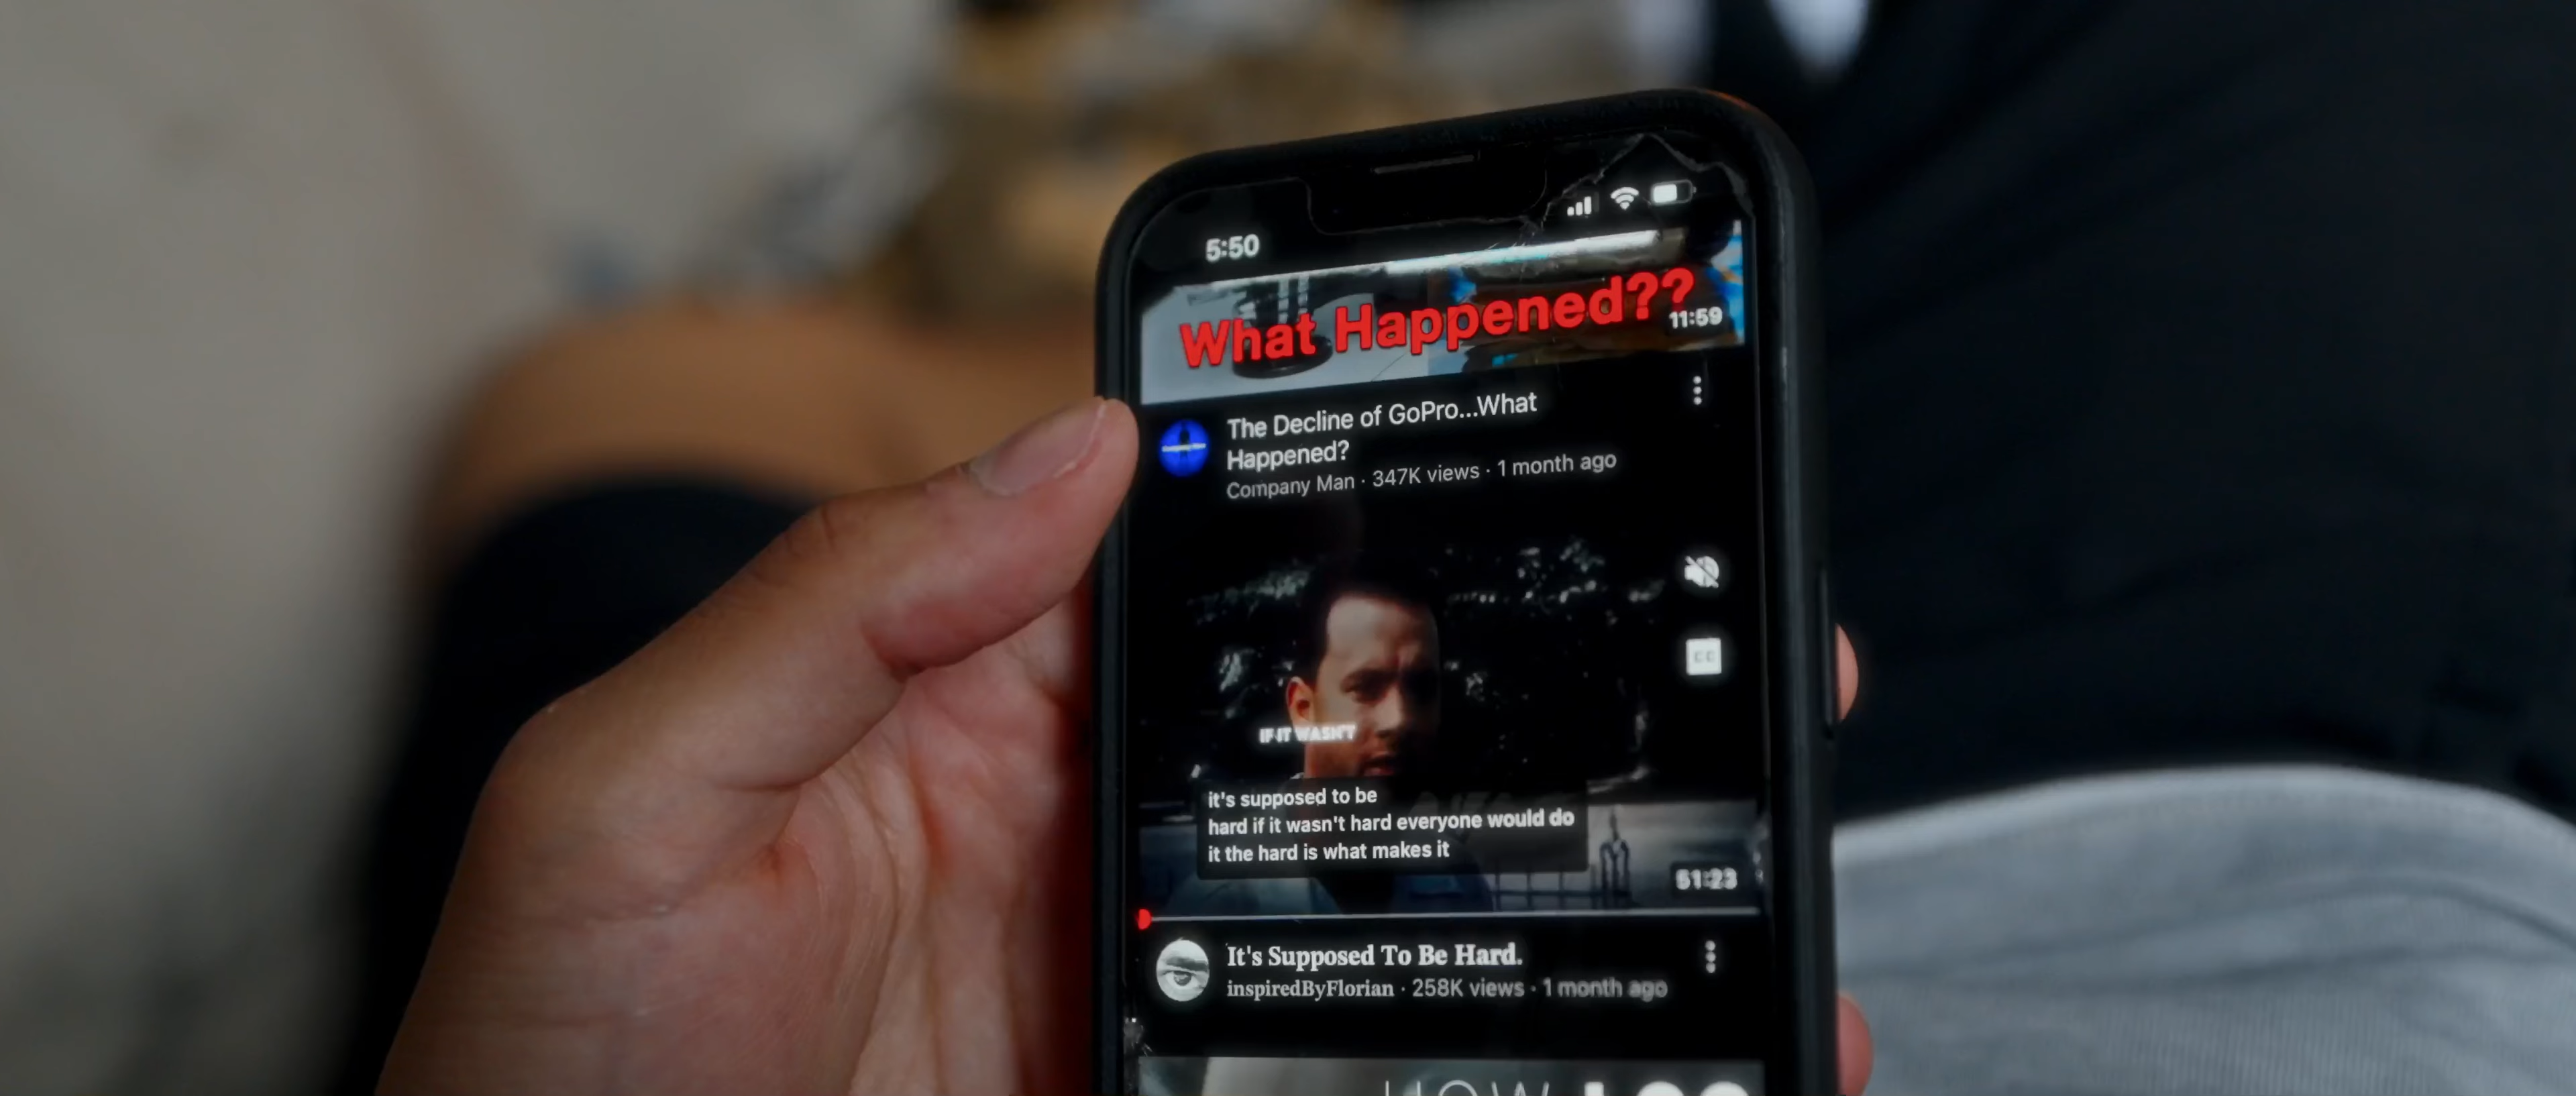 5:50
What Happened??
11:59
The Decline of GoPro...What
Happened?
Company Man · 347K views · 1 month ago
CC
IF IT WASN'T
it's supposed to be
hard if it wasn't hard everyone would do
it the hard is what makes it
51:23
It's Supposed To Be Hard.
inspiredByFlorian · 258K views · 1 month ago
HOW